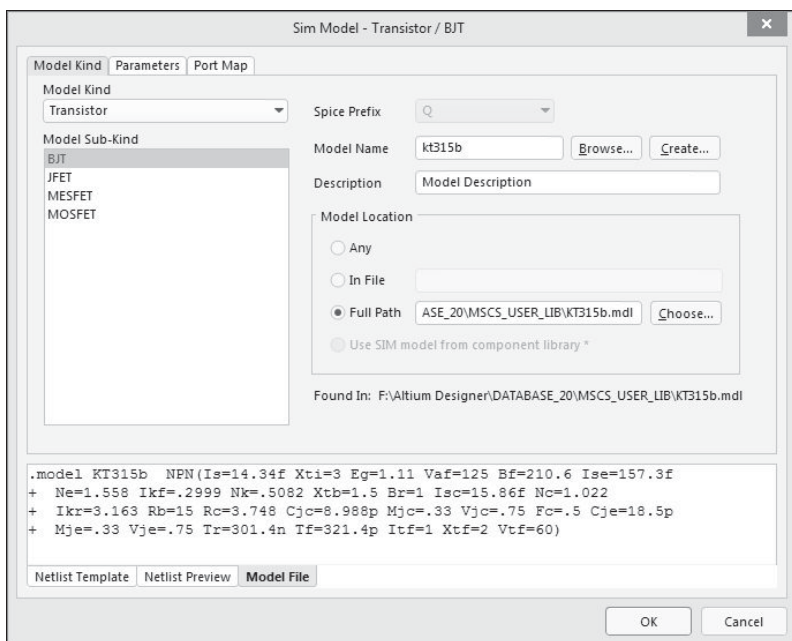 Sim Model - Transistor / BJT
Model Kind Parameters Port Map
Model Kind
Transistor
Model Sub-Kind
BJT
JFET
MESFET
MOSFET
Spice Prefix Q
Model Name kt315b Browse... Create...
Description Model Description
Model Location
Any
In File
Full Path ASE_20\MSCS_USER_LIB\KT315b.mdl Choose...
Use SIM model from component library *
Found In: F:\Altium Designer\DATABASE_20\MSCS_USER_LIB\KT315b.mdl
.model KT315b NPN(Is=14.34f Xti=3 Eg=1.11 Vaf=125 Bf=210.6 Ise=157.3f
+ Ne=1.558 Ikf=.2999 Nk=.5082 Xtb=1.5 Br=1 Isc=15.86f Nc=1.022
+ Ikr=3.163 Rb=15 Rc=3.748 Cjc=8.988p Mjc=.33 Vjc=.75 Fc=.5 Cje=18.5p
+ Mje=.33 Vje=.75 Tr=301.4n Tf=321.4p Itf=1 Xtf=2 Vtf=60)
Netlist Template Netlist Preview Model File
OK Cancel